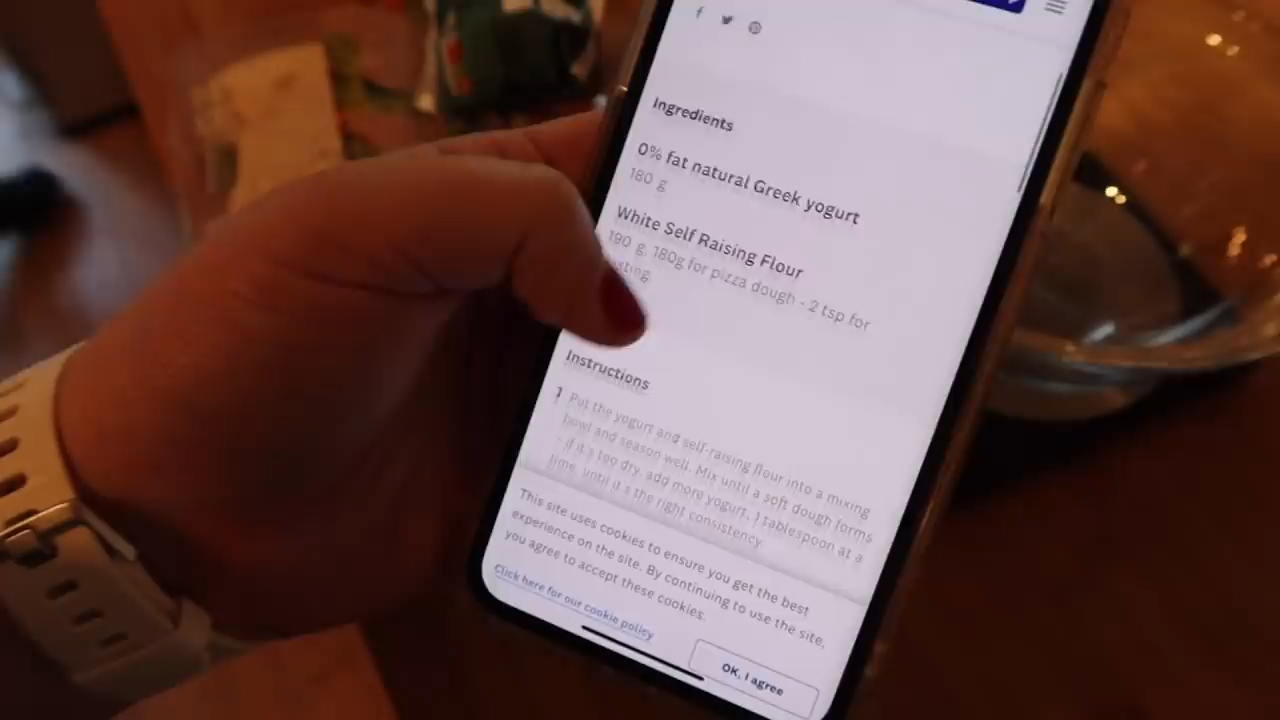 Ingredients
0% fat natural Greek yogurt
180 g
White Self Raising Flour
190 g, 180g for pizza dough - 2 tsp for
Instructions
1 Put the yogurt and self-raising flour into a mixing
bowl and season well. Mix until a soft dough forms
- if it's too dry, add more yogurt, 1 tablespoon at a
time, until it's the right consistency.
This site uses cookies to ensure you get the best
experience on the site. By continuing to use the site,
you agree to accept these cookies.
Click here for our cookie policy
OK, I agree